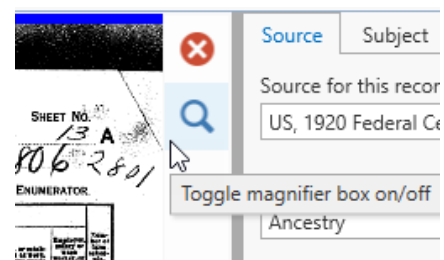 Source
Subject
Source for this recor
US, 1920 Federal Ce
SHEET NO.
13 A
806 2801
ENUMERATOR.
Toggle magnifier box on/off
Ancestry